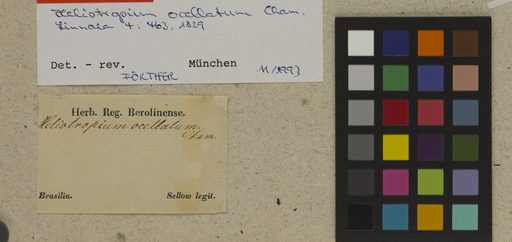 Heliotropium ocellatum Cham.
Linnaea 4: 463. 1829
Det. - rev. München
FÖRTHER 11/1993
Herb. Reg. Berolinense.
Heliotropium ocellatum
Cham.
Brasilia. Sellow legit.